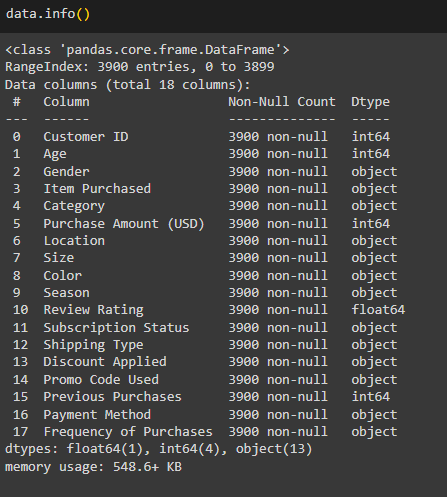 data.info()
<class 'pandas.core.frame.DataFrame'>
RangeIndex: 3900 entries, 0 to 3899
Data columns (total 18 columns):
 #   Column                  Non-Null Count  Dtype
---  ------                  --------------  -----
 0   Customer ID             3900 non-null   int64
 1   Age                     3900 non-null   int64
 2   Gender                  3900 non-null   object
 3   Item Purchased          3900 non-null   object
 4   Category                3900 non-null   object
 5   Purchase Amount (USD)   3900 non-null   int64
 6   Location                3900 non-null   object
 7   Size                    3900 non-null   object
 8   Color                   3900 non-null   object
 9   Season                  3900 non-null   object
 10  Review Rating           3900 non-null   float64
 11  Subscription Status     3900 non-null   object
 12  Shipping Type           3900 non-null   object
 13  Discount Applied        3900 non-null   object
 14  Promo Code Used         3900 non-null   object
 15  Previous Purchases      3900 non-null   int64
 16  Payment Method          3900 non-null   object
 17  Frequency of Purchases  3900 non-null   object
dtypes: float64(1), int64(4), object(13)
memory usage: 548.6+ KB